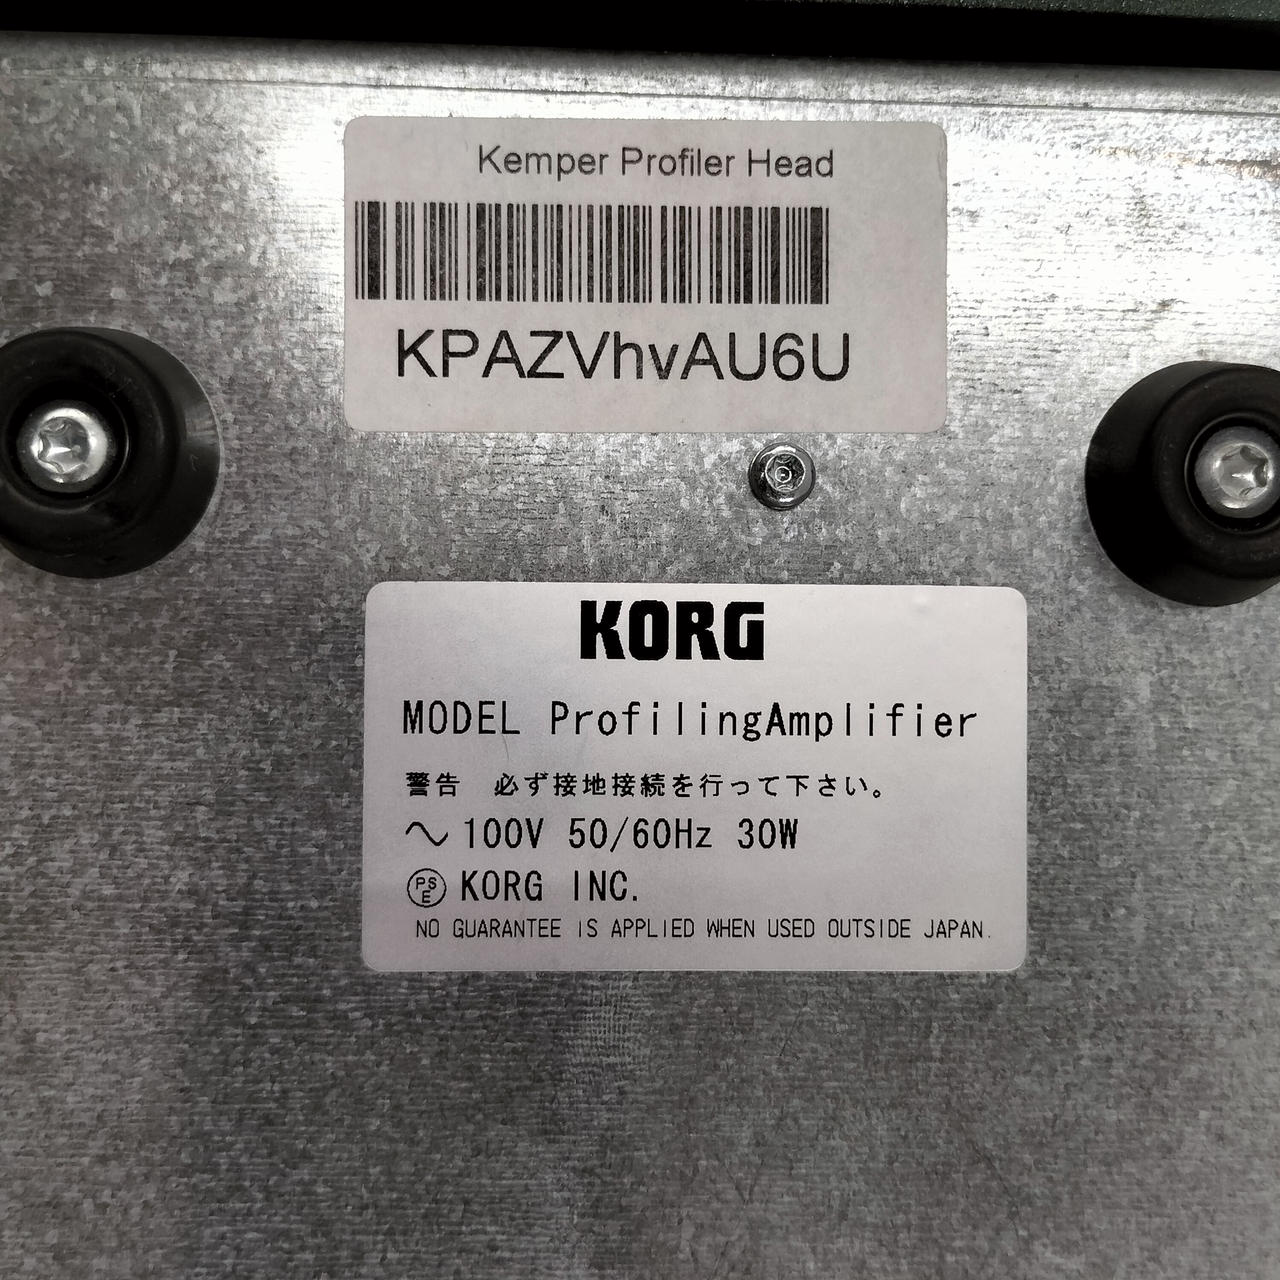 Kemper Profiler Head
KPAZVhvAU6U
KORG
MODEL ProfilingAmplifier
警告 必ず接地接続を行って下さい。
～ 100V 50/60Hz 30W
PSE KORG INC.
NO GUARANTEE IS APPLIED WHEN USED OUTSIDE JAPAN.